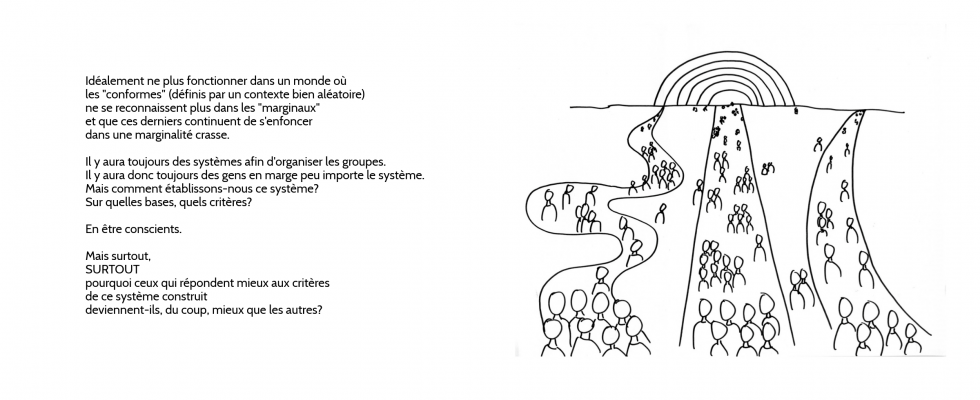 Idéalement ne plus fonctionner dans un monde où
les "conformes" (définis par un contexte bien aléatoire)
ne se reconnaissent plus dans les "marginaux"
et que ces derniers continuent de s'enfoncer
dans une marginalité crasse.
Il y aura toujours des systèmes afin d'organiser les groupes.
Il y aura donc toujours des gens en marge peu importe le système.
Mais comment établissons-nous ce système?
Sur quelles bases, quels critères?
En être conscients.
Mais surtout,
SURTOUT
pourquoi ceux qui répondent mieux aux critères
de ce système construit
deviennent-ils, du coup, mieux que les autres?